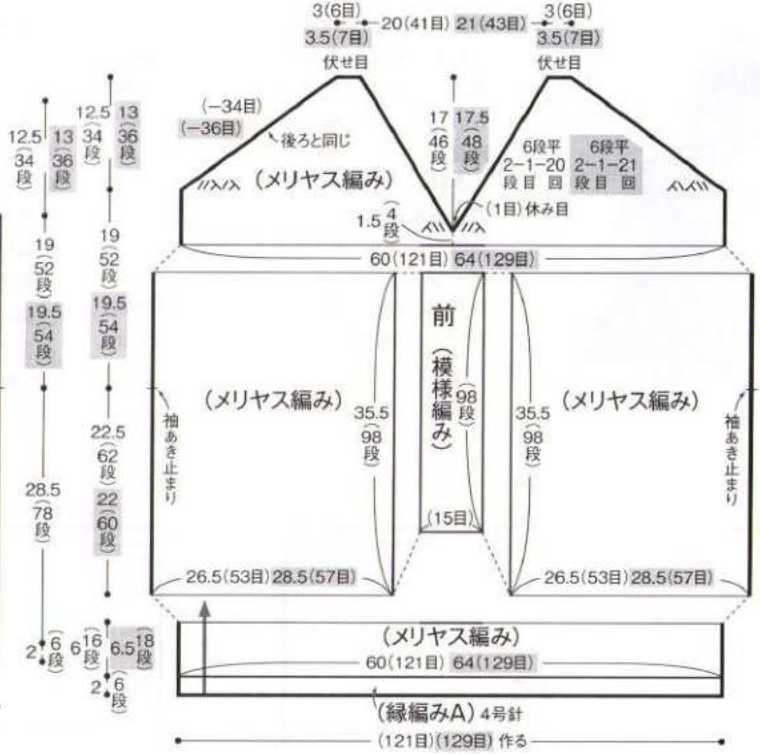 3(6目)
3.5(7目)
伏せ目
20(41目) 21(43目)
3(6目)
3.5(7目)
伏せ目
12.5(34段) 13(36段)
12.5(34段) 13(36段)
(−34目)
(−36目)
後ろと同じ
17(46段) 17.5(48段)
6段平
2−1−20
段目 回
6段平
2−1−21
段目 回
(メリヤス編み)
1.5(4段)
(1目)休み目
60(121目) 64(129目)
19(52段)
19.5(54段)
19(52段)
19.5(54段)
前(模様編み)
(98段)
(15目)
(メリヤス編み)
35.5(98段)
袖あき止まり
26.5(53目) 28.5(57目)
(メリヤス編み)
35.5(98段)
袖あき止まり
26.5(53目) 28.5(57目)
28.5(78段)
22.5(62段)
22(60段)
2(6段)
6(16段) 6.5(18段)
2(6段)
(メリヤス編み)
60(121目) 64(129目)
(縁編みA) 4号針
(121目)(129目) 作る